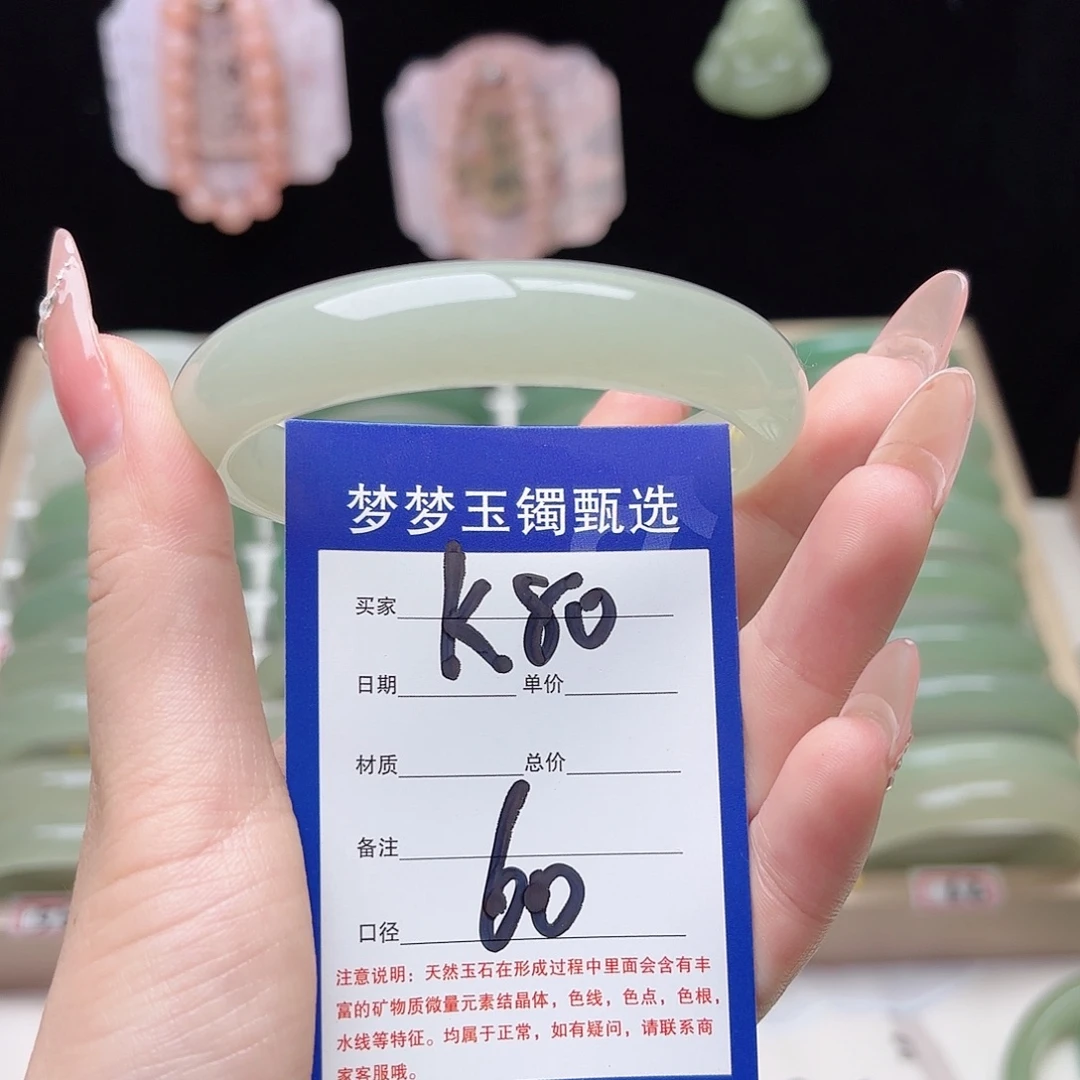 梦梦玉镯甄选
买家 K80
日期 单价
材质 总价
备注
口径 60
注意说明：天然玉石在形成过程中里面会含有丰
富的矿物质微量元素结晶体，色线，色点，色根，
水线等特征。均属于正常，如有疑问，请联系商
家客服哦。